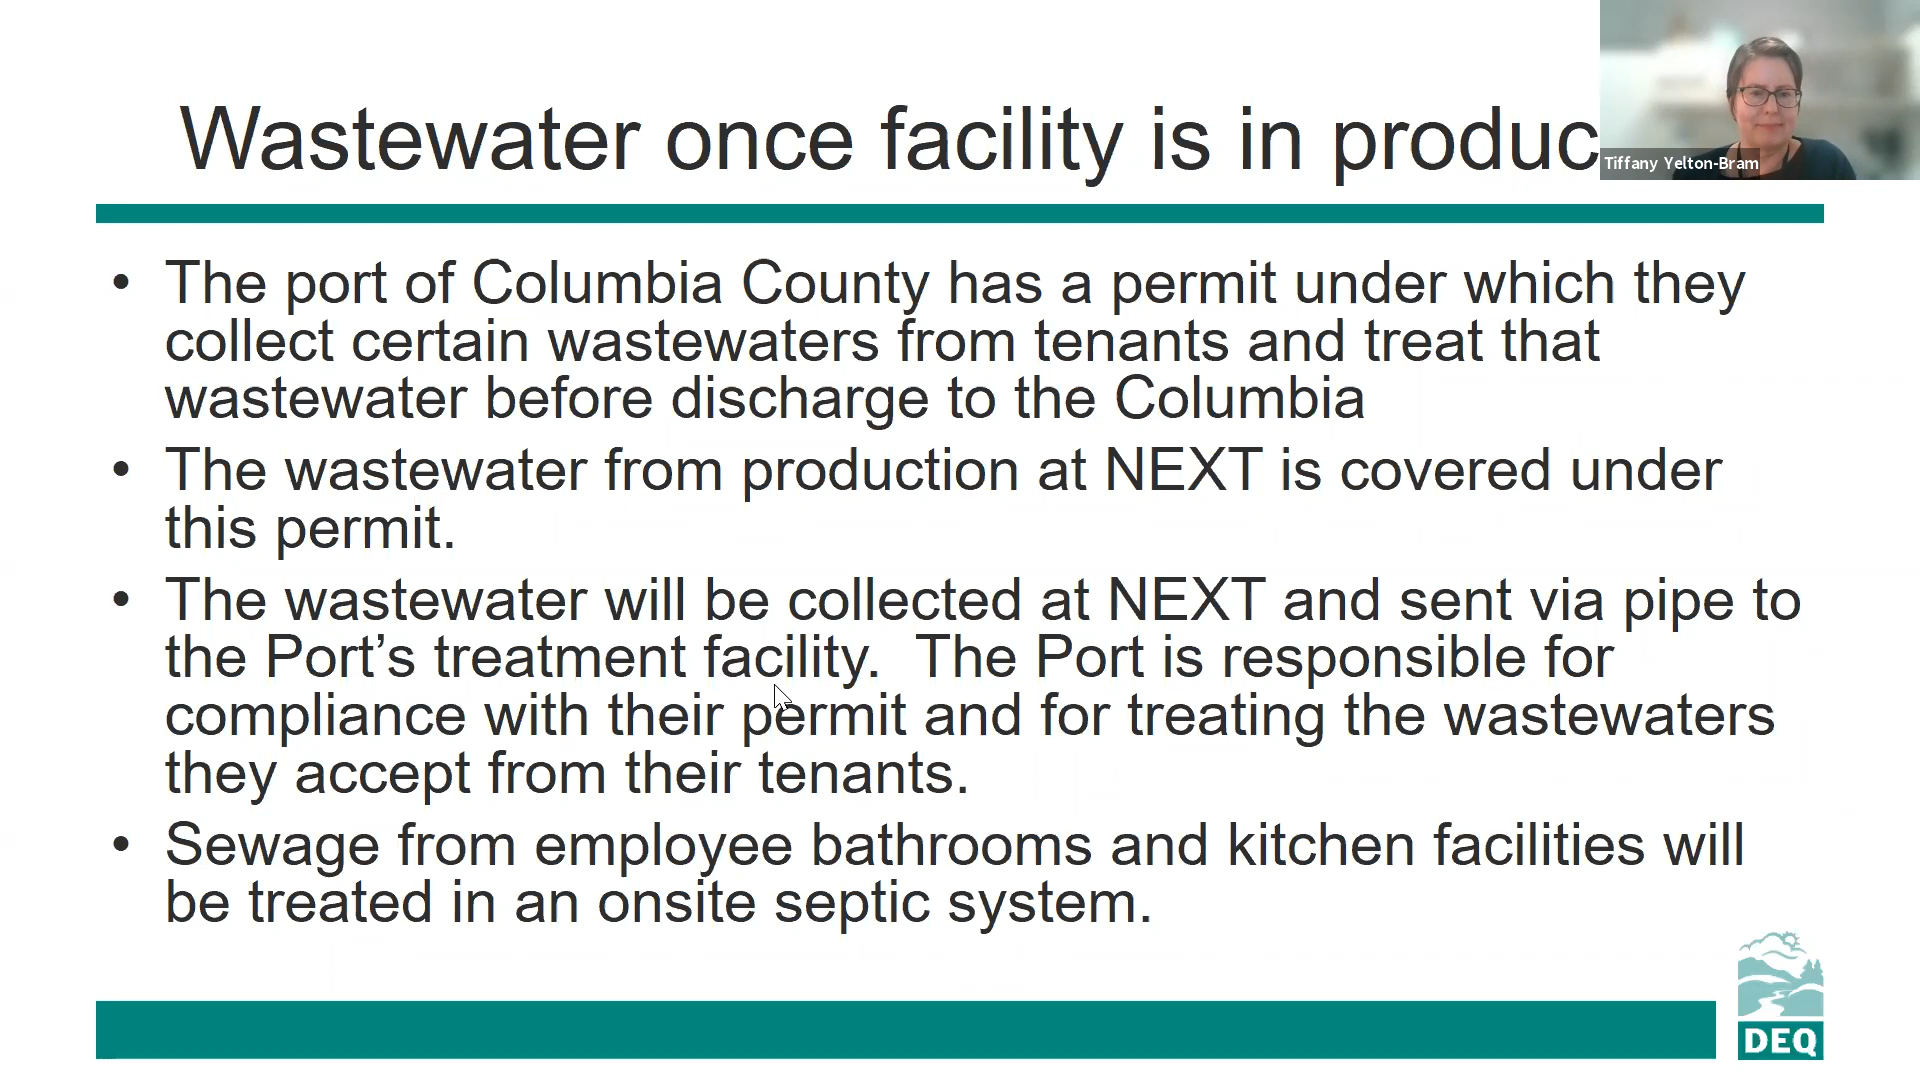 Wastewater once facility is in produc
Tiffany Yelton-Bram
• The port of Columbia County has a permit under which they
collect certain wastewaters from tenants and treat that
wastewater before discharge to the Columbia
• The wastewater from production at NEXT is covered under
this permit.
• The wastewater will be collected at NEXT and sent via pipe to
the Port’s treatment facility.  The Port is responsible for
compliance with their permit and for treating the wastewaters
they accept from their tenants.
• Sewage from employee bathrooms and kitchen facilities will
be treated in an onsite septic system.
DEQ